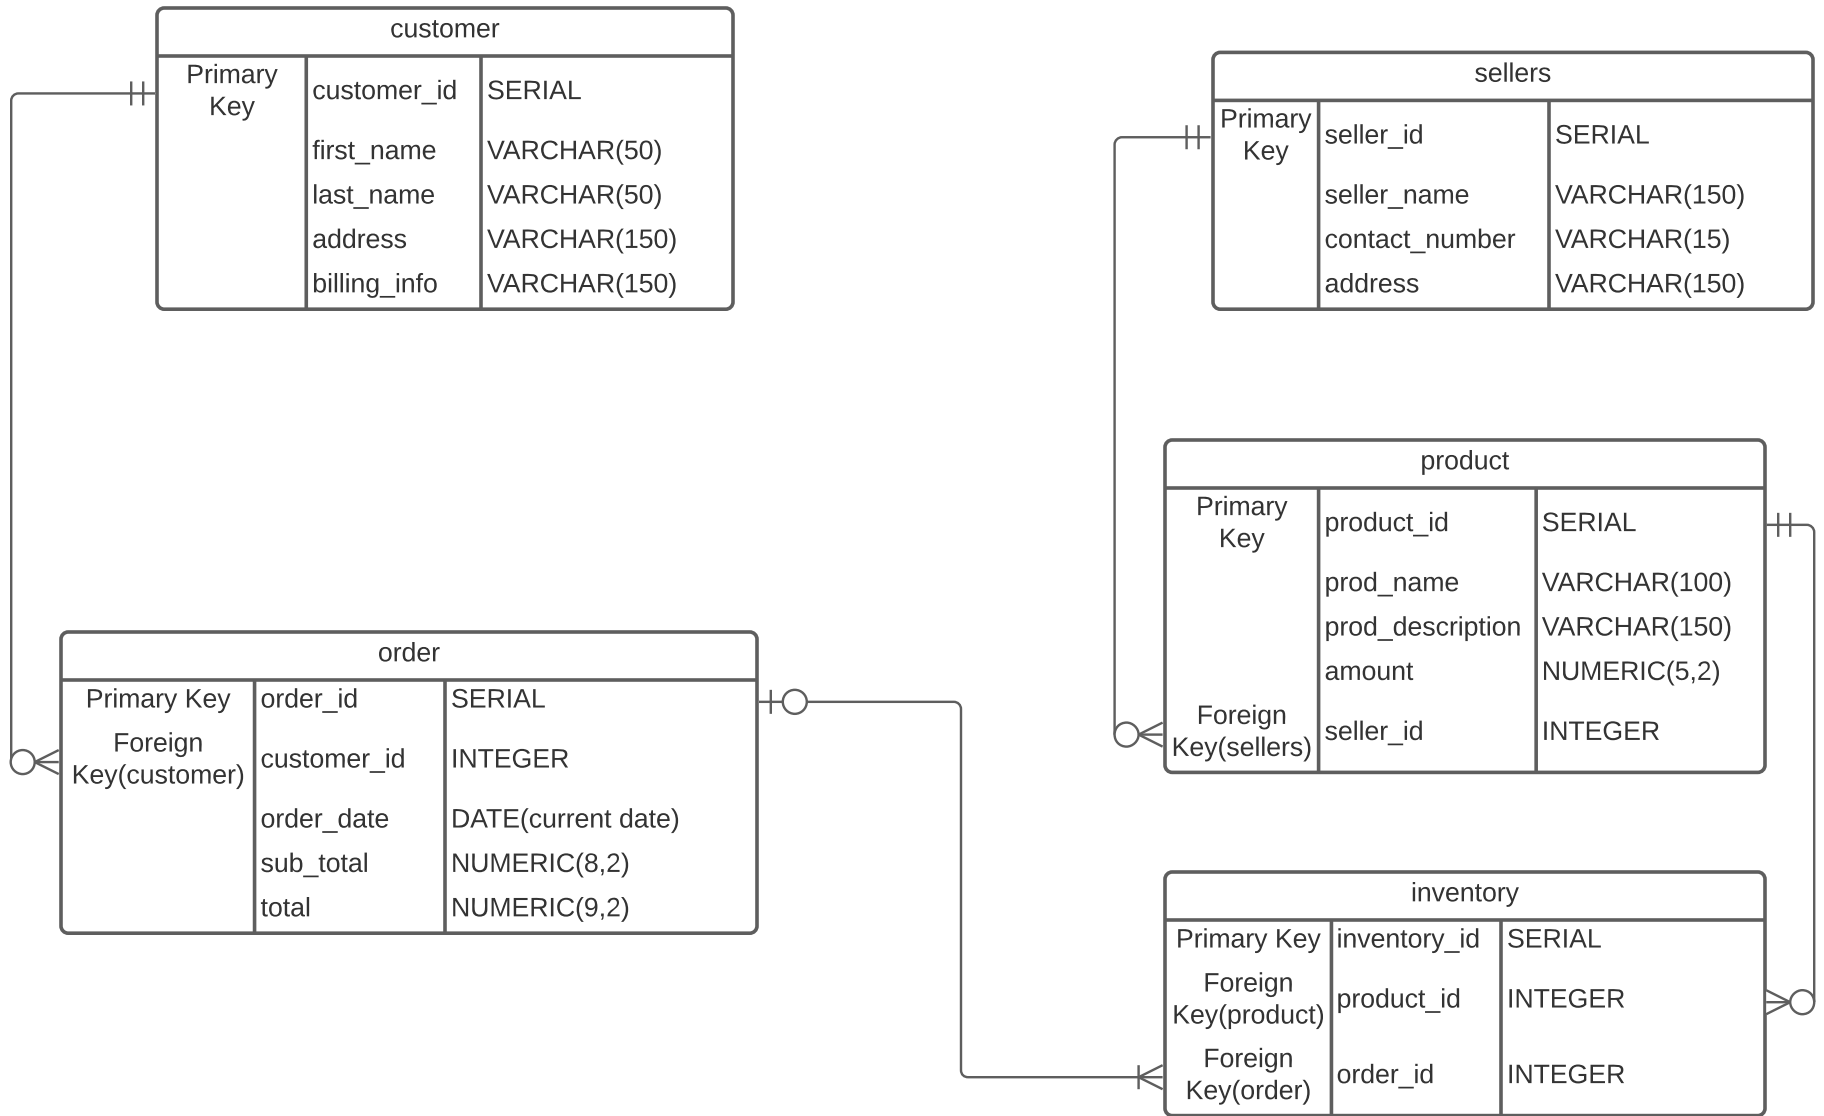 customer
Primary
Key
customer_id
SERIAL
first_name
VARCHAR(50)
last_name
VARCHAR(50)
address
VARCHAR(150)
billing_info
VARCHAR(150)
sellers
Primary
Key
seller_id
SERIAL
seller_name
VARCHAR(150)
contact_number
VARCHAR(15)
address
VARCHAR(150)
order
Primary Key
order_id
SERIAL
Foreign
Key(customer)
customer_id
INTEGER
order_date
DATE(current date)
sub_total
NUMERIC(8,2)
total
NUMERIC(9,2)
product
Primary
Key
product_id
SERIAL
prod_name
VARCHAR(100)
prod_description
VARCHAR(150)
amount
NUMERIC(5,2)
Foreign
Key(sellers)
seller_id
INTEGER
inventory
Primary Key
inventory_id
SERIAL
Foreign
Key(product)
product_id
INTEGER
Foreign
Key(order)
order_id
INTEGER